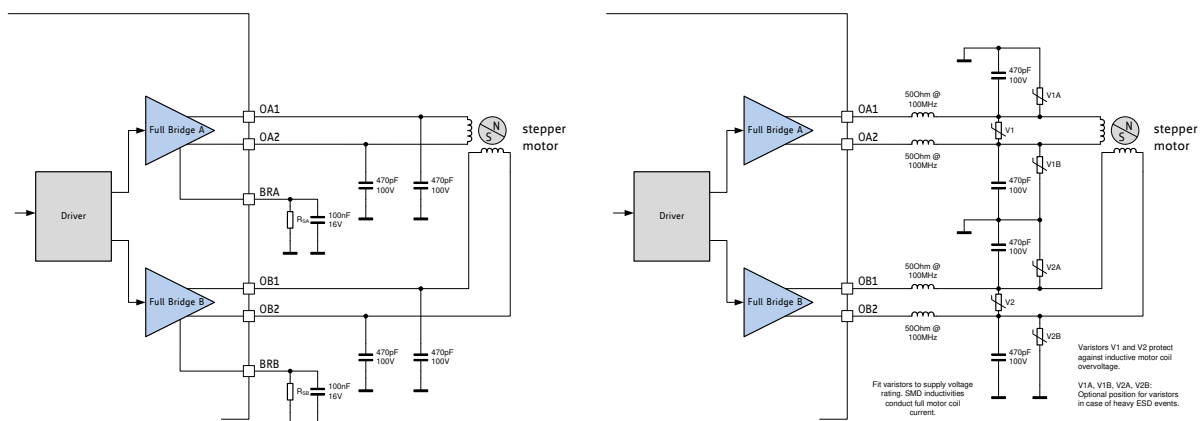 Driver
Full Bridge A
Full Bridge B
OA1
OA2
BRA
RSA
100nF
16V
470pF
100V
470pF
100V
N
S
stepper
motor
OB1
OB2
BRB
RSB
100nF
16V
470pF
100V
470pF
100V
Driver
Full Bridge A
Full Bridge B
OA1
OA2
50Ohm @
100MHz
50Ohm @
100MHz
470pF
100V
V1A
V1
V1B
470pF
100V
N
S
stepper
motor
470pF
100V
V2A
OB1
OB2
50Ohm @
100MHz
50Ohm @
100MHz
V2
V2B
470pF
100V
Fit varistors to supply voltage
rating. SMD inductivities
conduct full motor coil
current.
Varistors V1 and V2 protect
against inductive motor coil
overvoltage.
V1A, V1B, V2A, V2B:
Optional position for varistors
in case of heavy ESD events.